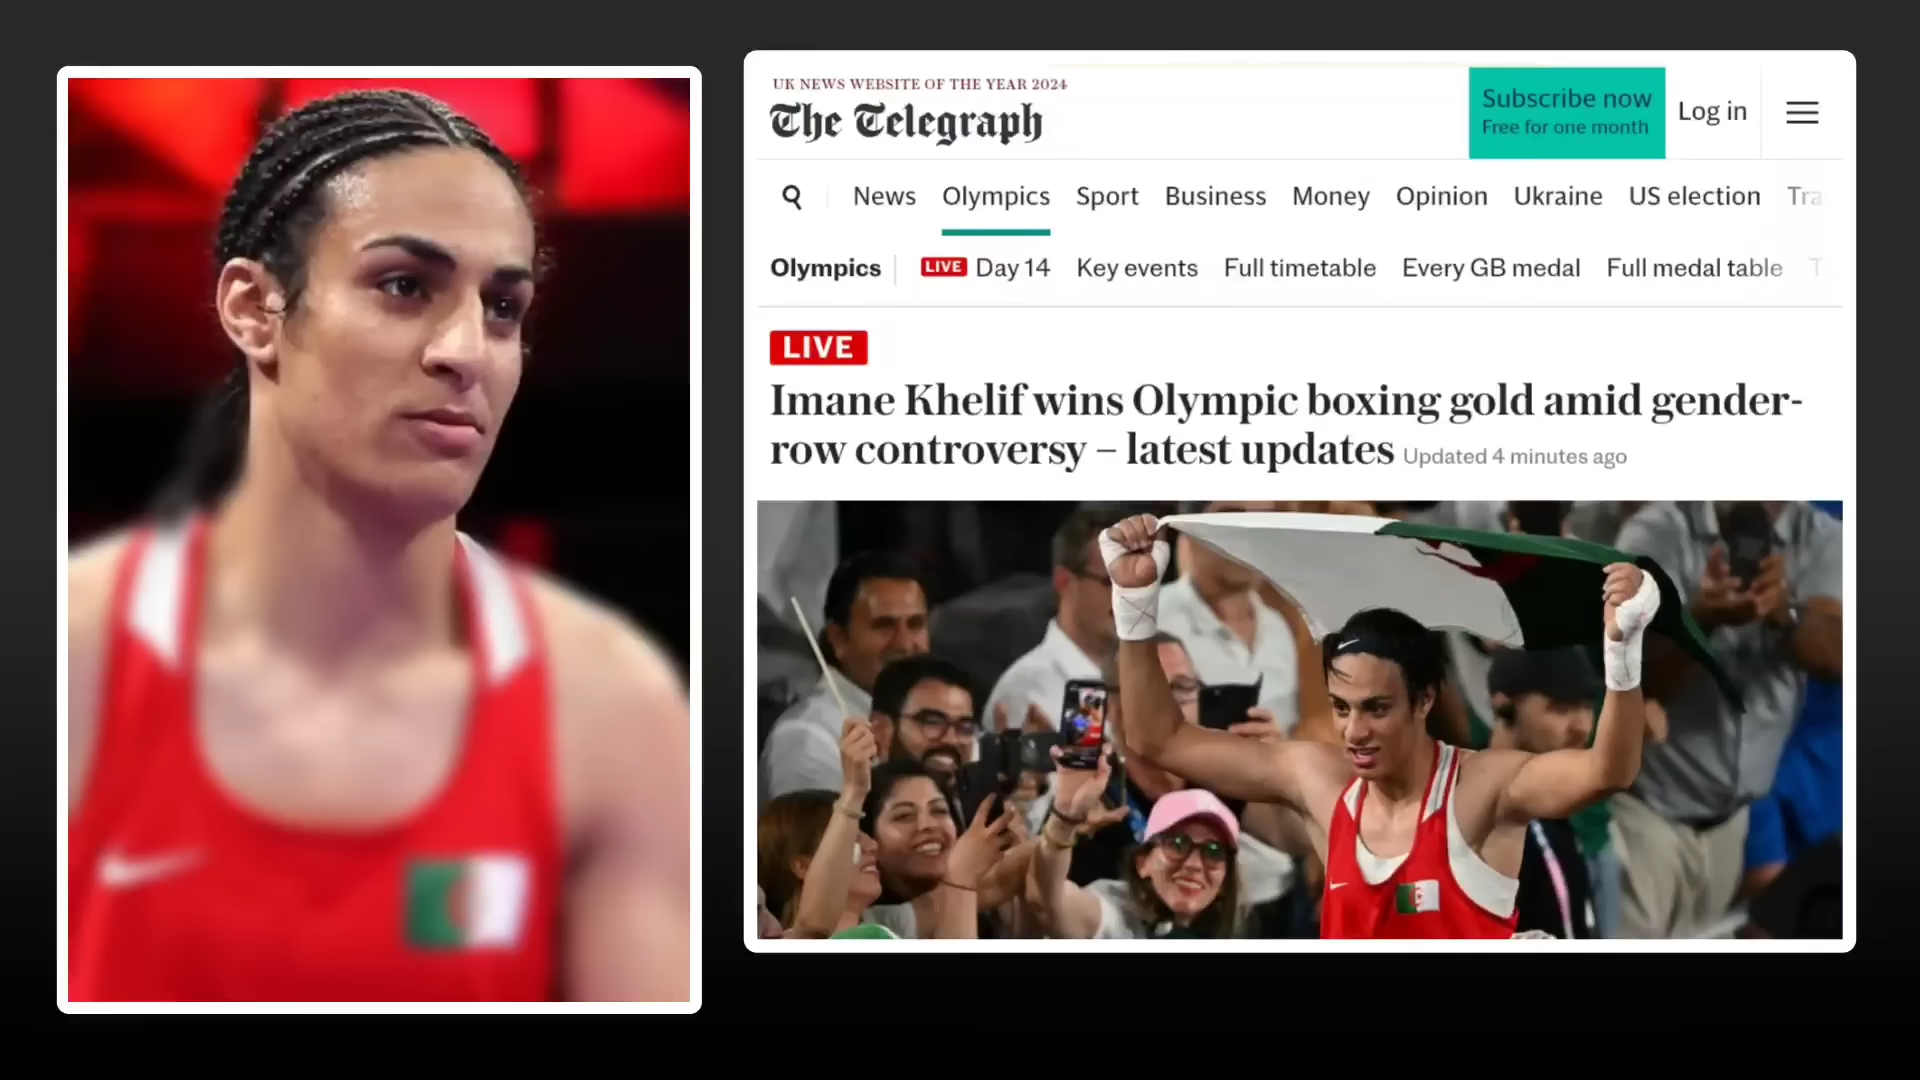 UK NEWS WEBSITE OF THE YEAR 2024
The Telegraph
Subscribe now
Free for one month
Log in
News Olympics Sport Business Money Opinion Ukraine US election Tra
Olympics LIVE Day 14 Key events Full timetable Every GB medal Full medal table T
LIVE
Imane Khelif wins Olympic boxing gold amid gender-
row controversy – latest updates Updated 4 minutes ago